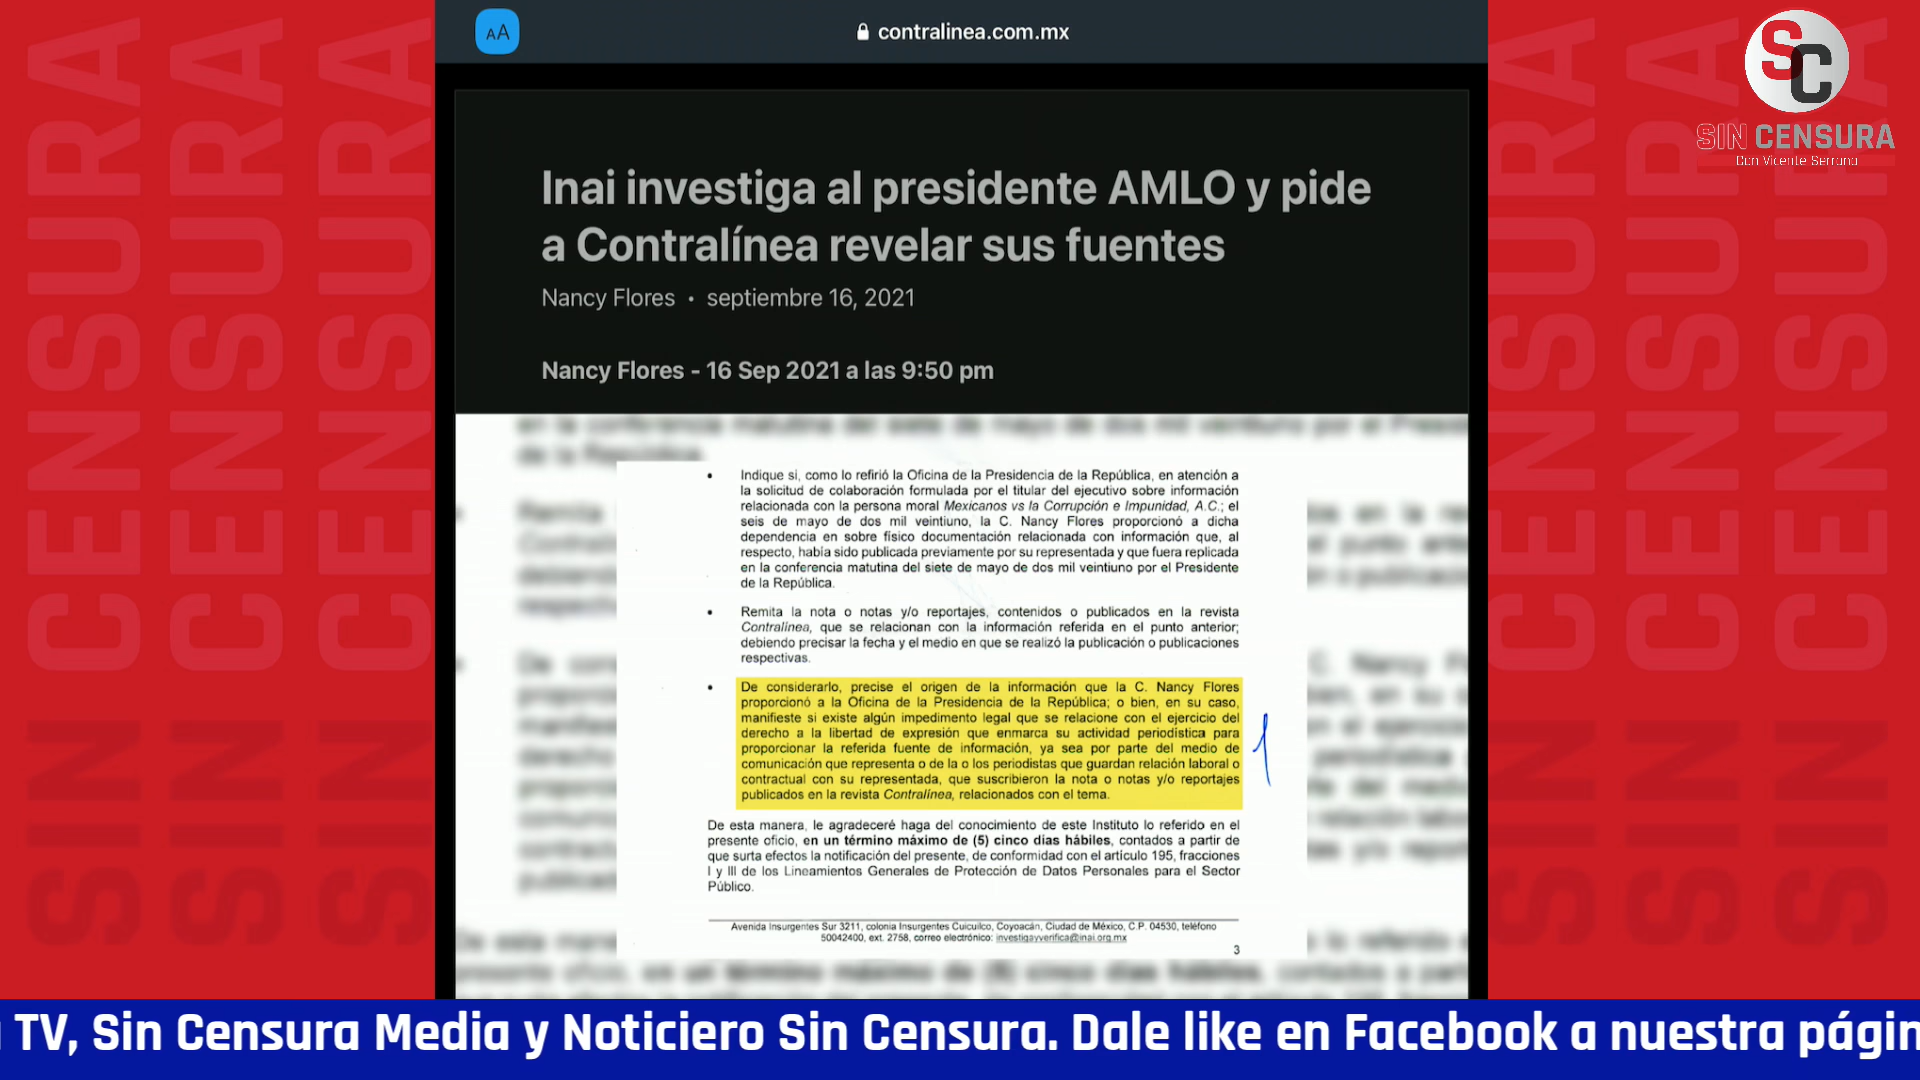 AA
contralinea.com.mx
SC
SIN CENSURA
Con Vicente Serrano
Inai investiga al presidente AMLO y pide
a Contralínea revelar sus fuentes
Nancy Flores • septiembre 16, 2021
Nancy Flores - 16 Sep 2021 a las 9:50 pm
• Indique si, como lo refirió la Oficina de la Presidencia de la República, en atención a
la solicitud de colaboración formulada por el titular del ejecutivo sobre información
relacionada con la persona moral Mexicanos vs la Corrupción e Impunidad, A.C.; el
seis de mayo de dos mil veintiuno, la C. Nancy Flores proporcionó a dicha
dependencia en sobre físico documentación relacionada con información que, al
respecto, había sido publicada previamente por su representada y que fuera replicada
en la conferencia matutina del siete de mayo de dos mil veintiuno por el Presidente
de la República.
• Remita la nota o notas y/o reportajes, contenidos o publicados en la revista
Contralínea, que se relacionan con la información referida en el punto anterior;
debiendo precisar la fecha y el medio en que se realizó la publicación o publicaciones
respectivas.
• De considerarlo, precise el origen de la información que la C. Nancy Flores
proporcionó a la Oficina de la Presidencia de la República; o bien, en su caso,
manifieste si existe algún impedimento legal que se relacione con el ejercicio del
derecho a la libertad de expresión que enmarca su actividad periodística para
proporcionar la referida fuente de información, ya sea por parte del medio de
comunicación que representa o de la o los periodistas que guardan relación laboral o
contractual con su representada, que suscribieron la nota o notas y/o reportajes
publicados en la revista Contralínea, relacionados con el tema.
De esta manera, le agradeceré haga del conocimiento de este Instituto lo referido en el
presente oficio, en un término máximo de (5) cinco días hábiles, contados a partir de
que surta efectos la notificación del presente, de conformidad con el artículo 195, fracciones
I y III de los Lineamientos Generales de Protección de Datos Personales para el Sector
Público.
Avenida Insurgentes Sur 3211, colonia Insurgentes Cuicuilco, Coyoacán, Ciudad de México, C.P. 04530, teléfono
50042400, ext. 2758, correo electrónico: investigayverifica@inai.org.mx
3
SIN CENSURA
SIN CENSURA
SIN CENSURA
SIN CENSURA
SIN CENSURA
SIN CENSURA
TV, Sin Censura Media y Noticiero Sin Censura. Dale like en Facebook a nuestra págin